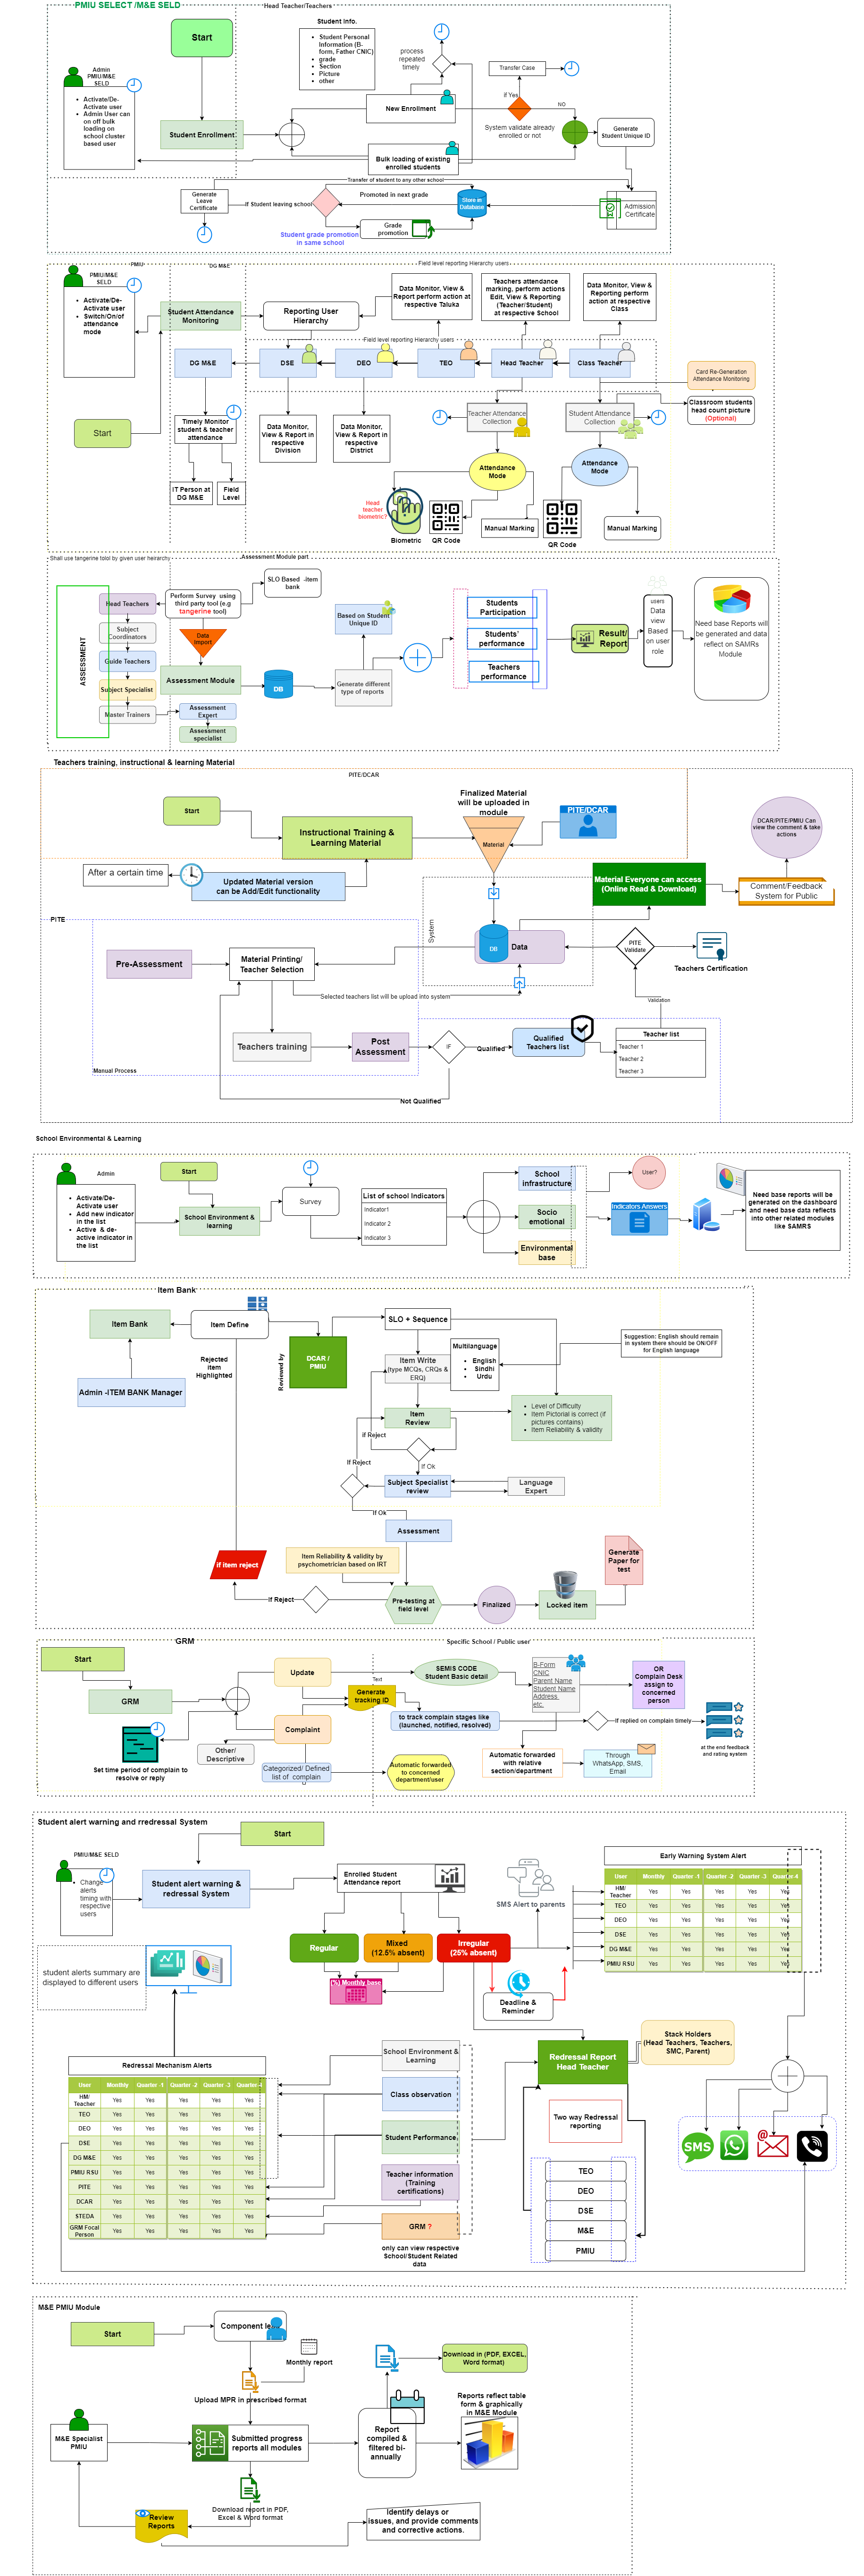 PMIU SELECT /M&E SELD
Head Teacher/Teachers
Start
Student Info.
Student Personal
Information (B-
form, Father CNIC)
grade
Section
Picture
other
process
repeated
timely
Transfer Case
Admin
PMIU/M&E
SELD
Activate/De-
Activate user
Admin User can
on off bulk
loading on
school cluster
based user
If Yes
New Enrollment
NO
System validate already
enrolled or not
Generate
Student Unique ID
Student Enrollment
Bulk loading of existing
enrolled students
Transfer of student to any other school
Generate
Leave
Certificate
If Student leaving school
Promoted in next grade
Store in
Database
Admission
Certificate
Student grade promotion
in same school
Grade
promotion
PMIU
DG M&E
Field level reporting Hierarchy users
PMIU/M&E
SELD
Activate/De-
Activate user
Switch/On/of
attendance
mode
Student Attendance
Monitoring
Reporting User
Hierarchy
Data Monitor, View &
Report perform action at
respective Taluka
Teachers attendance
marking, perform actions
Edit, View & Reporting
(Teacher/Student)
at respective School
Data Monitor, View &
Reporting perform
action at respective
Class
Field level reporting Hierarchy users
DG M&E
DSE
DEO
TEO
Head Teacher
Class Teacher
Card Re-Generation
Attendance Monitoring
Classroom students
head count picture
(Optional)
Start
Timely Monitor
student & teacher
attendance
Data Monitor,
View & Report in
respective
Division
Data Monitor,
View & Report in
respective
District
Teacher Attendance
Collection
Student Attendance
Collection
Attendance
Mode
Attendance
Mode
IT Person at
DG M&E
Field
Level
Head
teacher
biometric?
Biometric
QR Code
Manual Marking
QR Code
Manual Marking
Shall use tangerine tolol by given user heirarchy
Assessment Module part
ASSESSMENT
Head Teachers
Subject
Coordinators
Guide Teachers
Subject Specialist
Master Trainers
Perform Survey using
third party tool (e.g
tangerine tool)
SLO Based -item
bank
Data
Import
Assessment Module
Assessment
Expert
Assessment
specialist
DB
Based on Student
Unique ID
Generate different
type of reports
Students
Participation
Students'
performance
Teachers
performance
Result/
Report
users
Data
view
Based
on user
role
Need base Reports will
be generated and data
reflect on SAMRs
Module
Teachers training, instructional & learning Material
PITE/DCAR
Start
Instructional Training &
Learning Material
Finalized Material
will be uploaded in
module
Material
PITE/DCAR
DCAR/PITE/PMIU Can
view the comment & take
actions
After a certain time
Updated Material version
can be Add/Edit functionality
Material Everyone can access
(Online Read & Download)
Comment/Feedback
System for Public
PITE
System
DB
Data
PITE
Validate
Teachers Certification
Pre-Assessment
Material Printing/
Teacher Selection
Selected teachers list will be upload into system
Validation
Teachers training
Post
Assessment
IF
Qualified
Qualified
Teachers list
Teacher list
Teacher 1
Teacher 2
Teacher 3
Manual Process
Not Qualified
School Environmental & Learning
Admin
Activate/De-
Activate user
Add new indicator
in the list
Active & de-
active indicator in
the list
Start
School Environment &
learning
Survey
List of school Indicators
Indicator1
Indicator 2
Indicator 3
School
infrastructure
Socio
emotional
Environmental
base
User?
Indicators Answers
Need base reports will be
generated on the dashboard
and need base data reflects
into other related modules
like SAMRS
Item Bank
Item Bank
Item Define
Admin -ITEM BANK Manager
Rejected
item
Highlighted
Reviewed by
DCAR /
PMIU
SLO + Sequence
Item Write
(type MCQs, CRQs &
ERQ)
Multilanguage
English
Sindhi
Urdu
Suggestion: English should remain
in system there should be ON/OFF
for English language
Item
Review
Level of Difficulty
Item Pictorial is correct (if
pictures contains)
Item Reliability & validity
if Reject
If Ok
If Reject
Subject Specialist
review
Language
Expert
If Ok
Assessment
if item reject
Item Reliability & validity by
psychometrician based on IRT
If Reject
Pre-testing at
field level
Finalized
Locked item
Generate
Paper for
test
GRM
Specific School / Public user
Start
GRM
Update
Complaint
Text
Generate
tracking ID
SEMIS CODE
Student Basic detail
B-Form
CNIC
Parent Name
Student Name
Address
etc.
OR
Complain Desk
assign to
concerned
person
to track complain stages like
(launched, notified, resolved)
If replied on complain timely
at the end feedback
and rating system
Set time period of complain to
resolve or reply
Other/
Descriptive
Categorized/ Defined
list of complain
Automatic forwarded
to concerned
department/user
Automatic forwarded
with relative
section/department
Through
WhatsApp, SMS,
Email
Student alert warning and rredressal System
Start
PMIU/M&E SELD
Change
alerts
timing with
respective
users
Student alert warning &
redressal System
Enrolled Student
Attendance report
SMS Alert to parents
Early Warning System Alert
User Monthly Quarter -1 Quarter -2 Quarter -3 Quarter-4
HM/
Teacher Yes Yes Yes Yes Yes
TEO Yes Yes Yes Yes Yes
DEO Yes Yes Yes Yes Yes
DSE Yes Yes Yes Yes Yes
DG M&E Yes Yes Yes Yes Yes
PMIU RSU Yes Yes Yes Yes Yes
Regular
Mixed
(12.5% absent)
Irregular
(25% absent)
Monthly base
Deadline &
Reminder
student alerts summary are
displayed to different users
Redressal Mechanism Alerts
User Monthly Quarter -1 Quarter -2 Quarter -3 Quarter-4
HM/
Teacher Yes Yes Yes Yes Yes
TEO Yes Yes Yes Yes Yes
DEO Yes Yes Yes Yes Yes
DSE Yes Yes Yes Yes Yes
DG M&E Yes Yes Yes Yes Yes
PMIU RSU Yes Yes Yes Yes Yes
PITE Yes Yes Yes Yes Yes
DCAR Yes Yes Yes Yes Yes
STEDA Yes Yes Yes Yes Yes
GRM Focal
Person Yes Yes Yes Yes Yes
School Environment &
Learning
Class observation
Student Performance
Teacher information
(Training
certifications)
GRM ?
only can view respective
School/Student Related
data
Redressal Report
Head Teacher
Stack Holders
(Head Teachers, Teachers,
SMC, Parent)
Two way Redressal
reporting
TEO
DEO
DSE
M&E
PMIU
SMS
M&E PMIU Module
Start
Monthly report
Upload MPR in prescribed format
Download in (PDF, EXCEL,
Word format)
M&E Specialist
PMIU
Submitted progress
reports all modules
Report
compiled &
filtered bi-
annually
Reports reflect table
form & graphically
in M&E Module
Download report in PDF,
Excel & Word format
Review
Reports
Identify delays or
issues, and provide comments
and corrective actions.